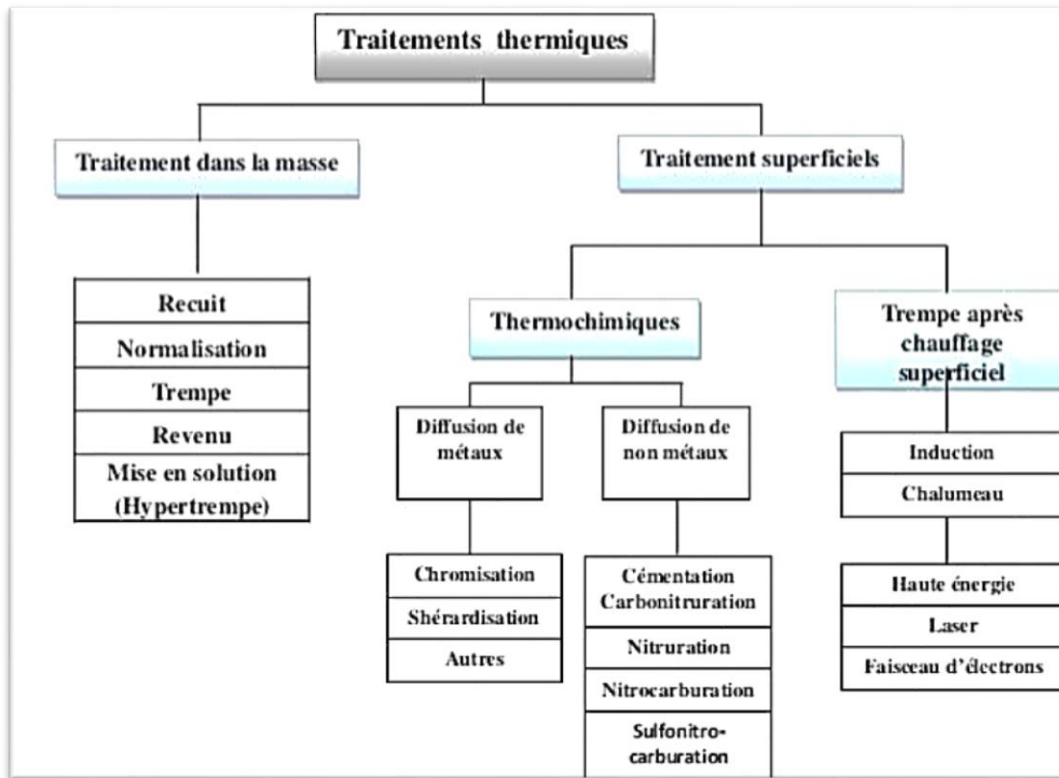 Traitements thermiques
Traitement dans la masse
Traitement superficiels
Recuit
Normalisation
Trempe
Revenu
Mise en solution
(Hypertrempe)
Thermochimiques
Trempe après
chauffage
superficiel
Diffusion de
métaux
Diffusion de
non métaux
Induction
Chalumeau
Chromisation
Shérardisation
Autres
Cémentation
Carbonitruration
Nitruration
Nitrocarburation
Sulfonitro-
carburation
Haute énergie
Laser
Faisceau d'électrons